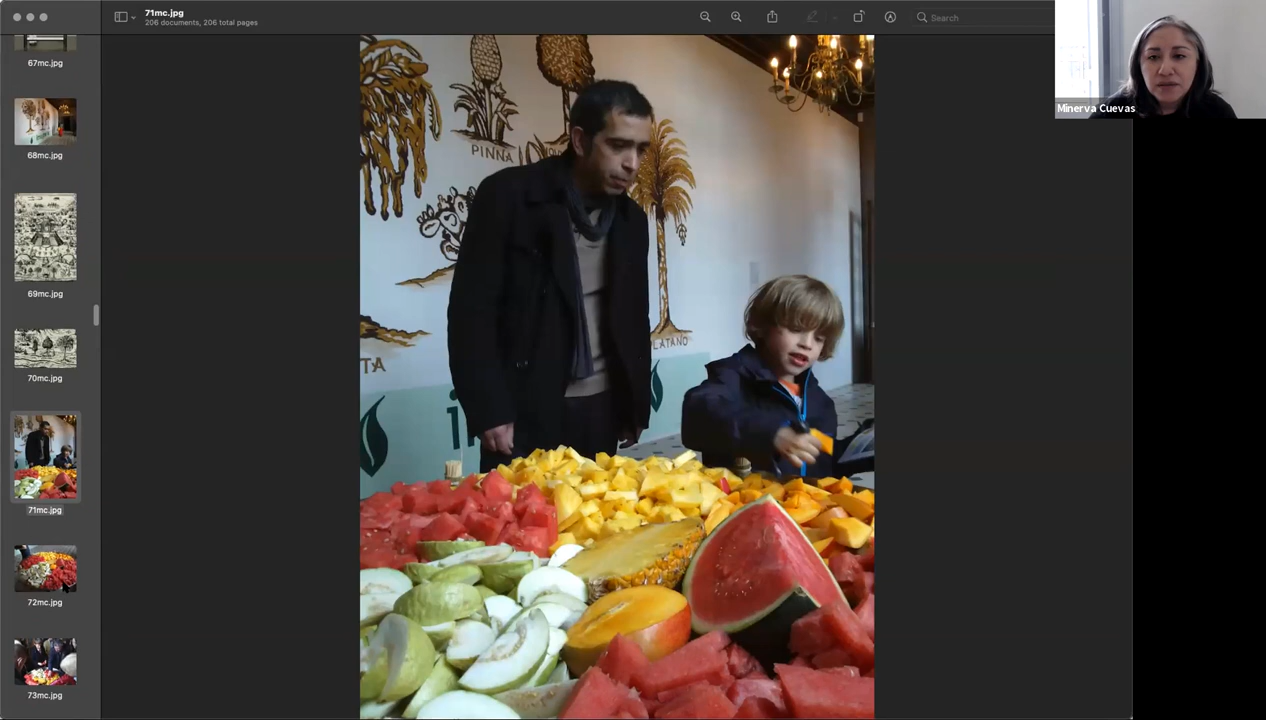 71mc.jpg
206 documents, 206 total pages
Search
67mc.jpg
68mc.jpg
69mc.jpg
70mc.jpg
71mc.jpg
72mc.jpg
73mc.jpg
Minerva Cuevas
PINNA
LATANO
TA